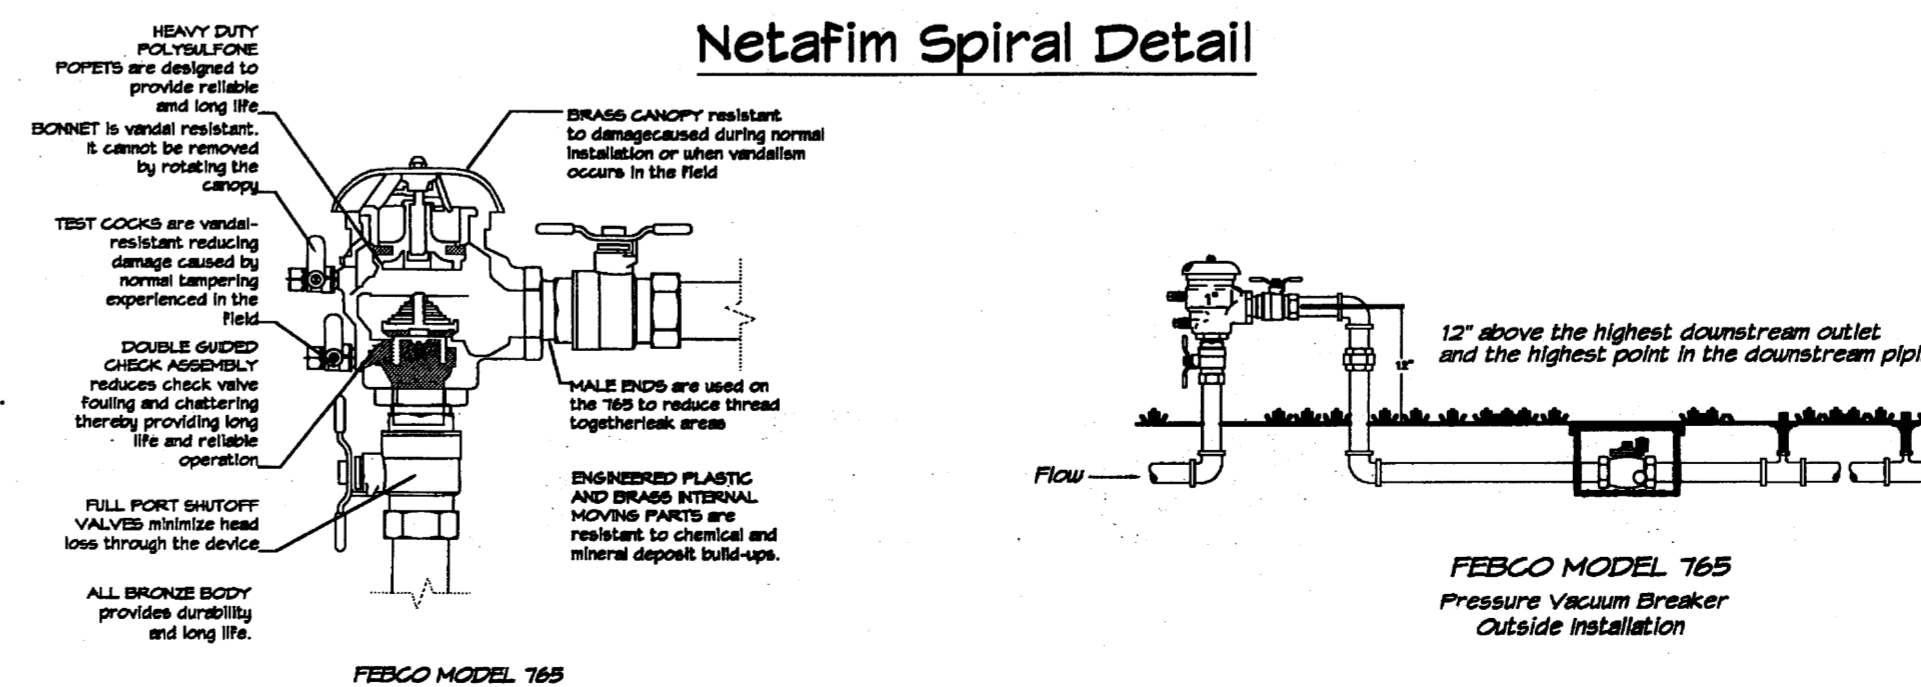 Netafim Spiral Detail
HEAVY DUTY
POLYSULFONE
POPETS are designed to
provide reliable
and long life
BONNET is vandal resistant.
It cannot be removed
by rotating the
canopy
TEST COCKS are vandal-
resistant reducing
damage caused by
normal tampering
experienced in the
field
DOUBLE GUIDED
CHECK ASSEMBLY
reduces check valve
fouling and chattering
thereby providing long
life and reliable
operation
FULL PORT SHUTOFF
VALVES minimize head
loss through the device
ALL BRONZE BODY
provides durability
and long life.
BRASS CANOPY resistant
to damagecaused during normal
installation or when vandalism
occurs in the field
MALE ENDS are used on
the 765 to reduce thread
togetherleak areas
ENGINEERED PLASTIC
AND BRASS INTERNAL
MOVING PARTS are
resistant to chemical and
mineral deposit build-ups.
FEBCO MODEL 765
1"
12"
12" above the highest downstream outlet
and the highest point in the downstream pipi
Flow
FEBCO MODEL 765
Pressure Vacuum Breaker
Outside Installation